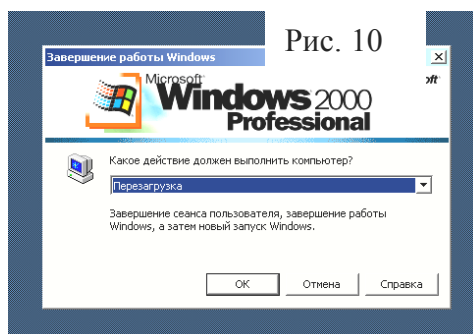 Рис. 10
Завершение работы Windows
Microsoft
Windows 2000
Professional
oft
Какое действие должен выполнить компьютер?
Перезагрузка
Завершение сеанса пользователя, завершение работы
Windows, а затем новый запуск Windows.
OK Отмена Справка